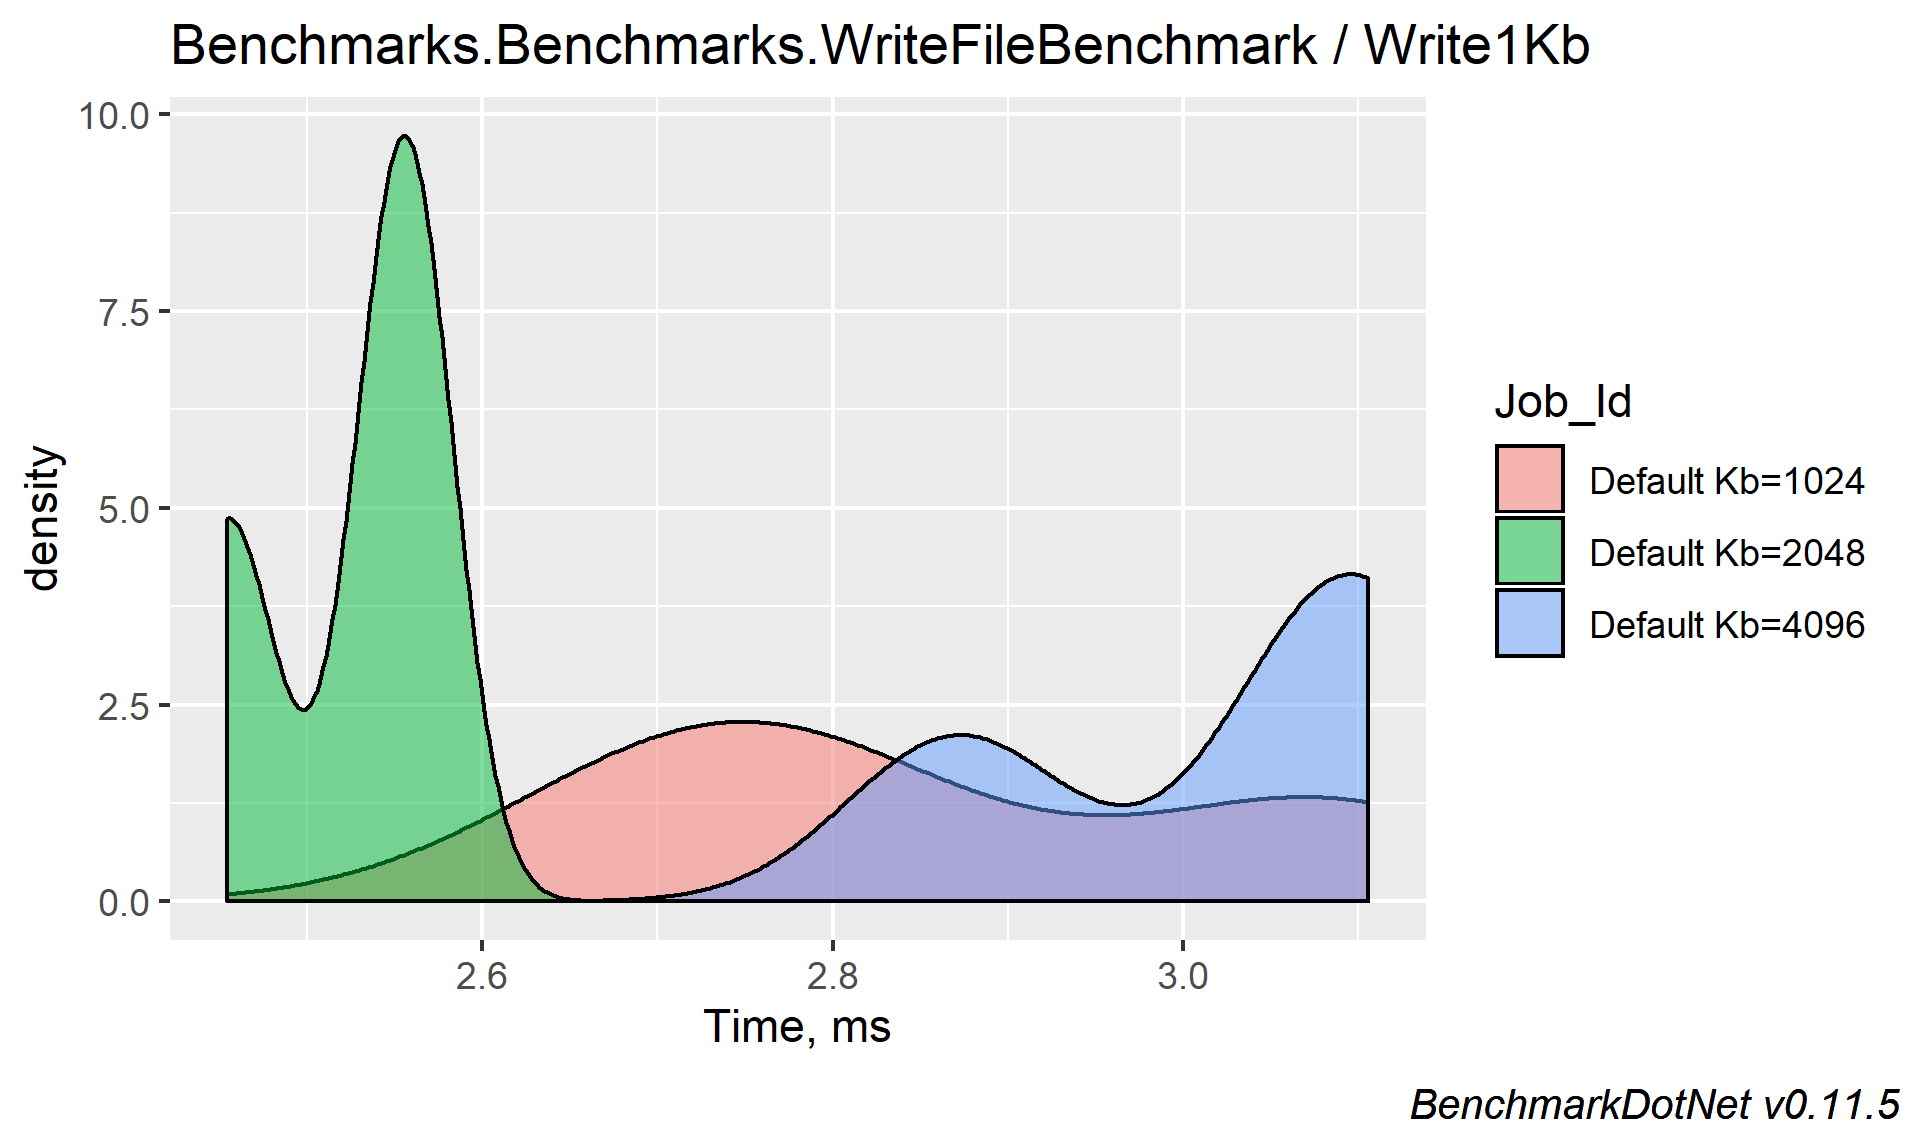 Benchmarks.Benchmarks.WriteFileBenchmark / Write1Kb
10.0
7.5
5.0
2.5
0.0
density
2.6 2.8 3.0
Time, ms
Job_Id
Default Kb=1024
Default Kb=2048
Default Kb=4096
BenchmarkDotNet v0.11.5